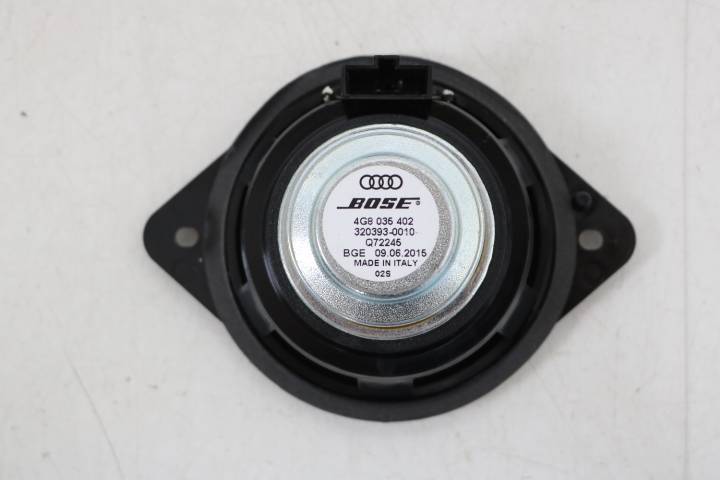 BOSE®
4G8 035 402
320393-0010
Q72245
BGE 09.06.2015
MADE IN ITALY
02S